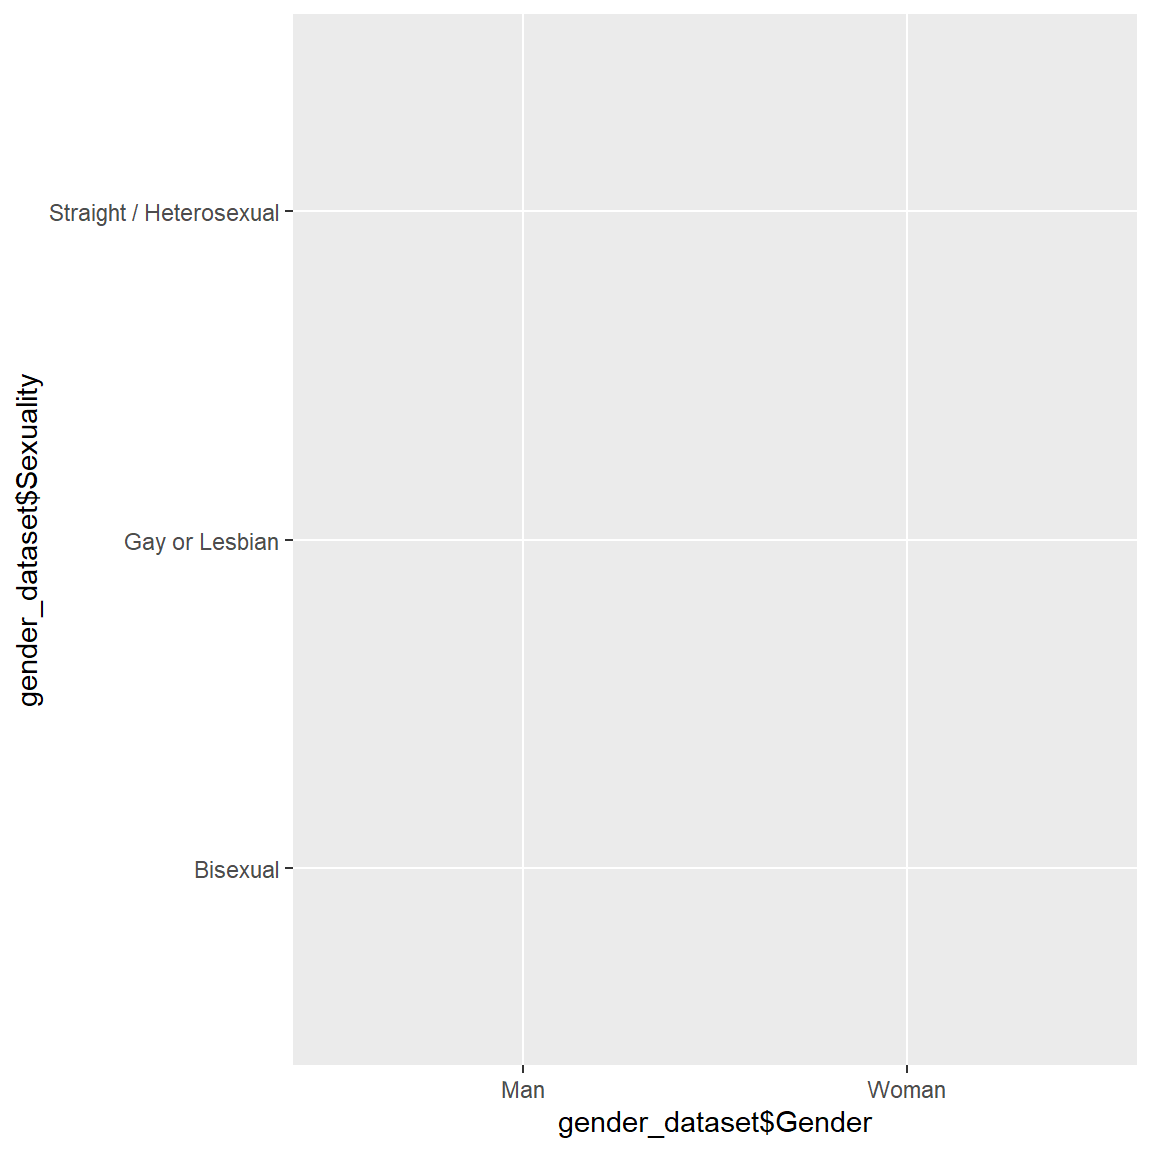 Straight / Heterosexual
Gay or Lesbian
Bisexual
gender_dataset$Sexuality
Man
Woman
gender_dataset$Gender